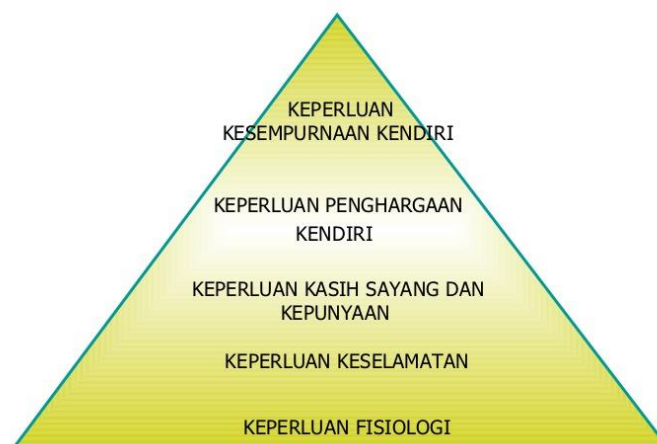 KEPERLUAN
KESEMPURNAAN KENDIRI
KEPERLUAN PENGHARGAAN
KENDIRI
KEPERLUAN KASIH SAYANG DAN
KEPUNYAAN
KEPERLUAN KESELAMATAN
KEPERLUAN FISIOLOGI